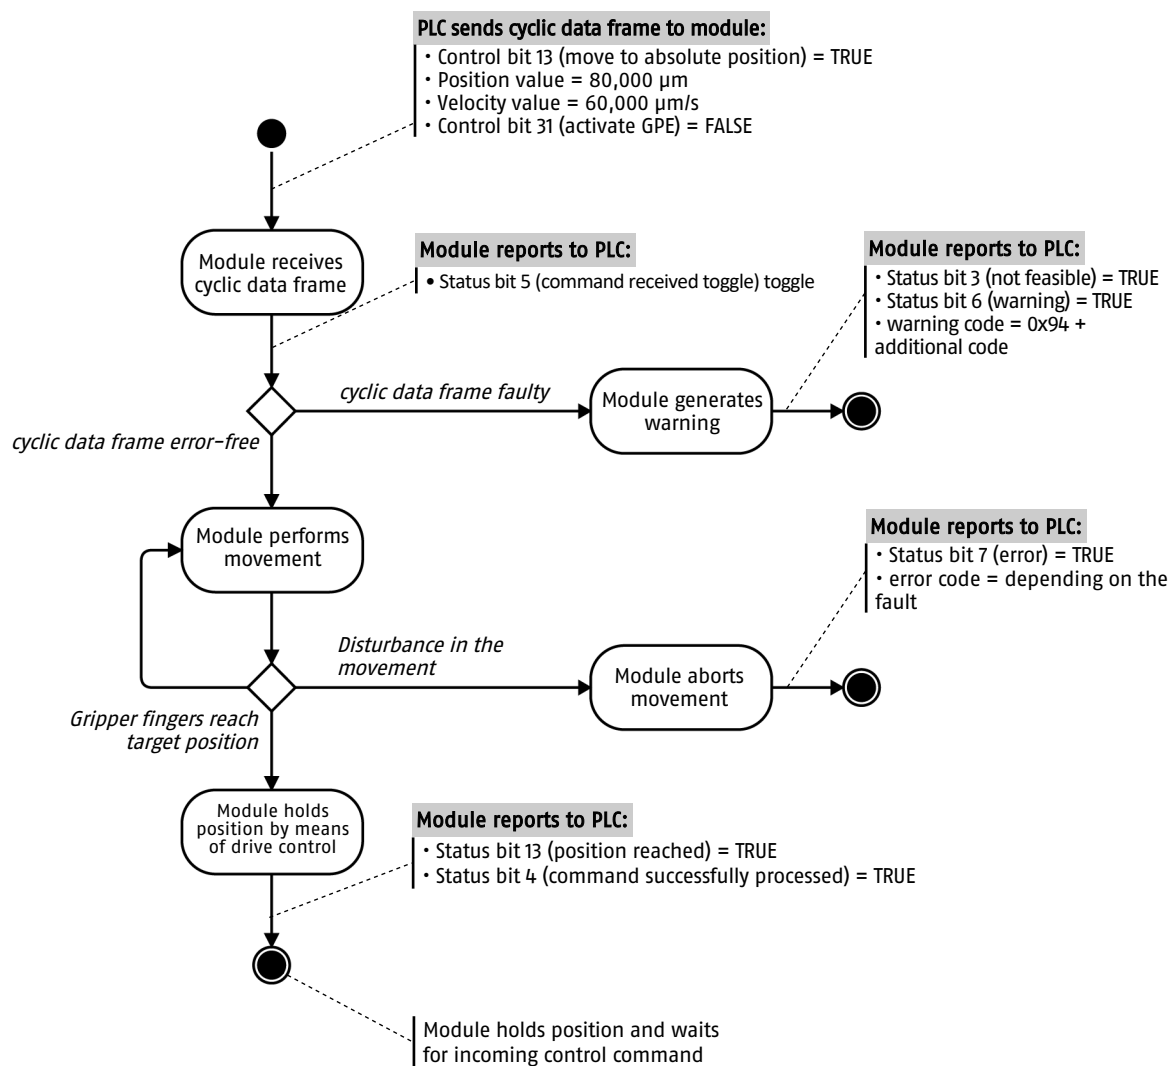 PLC sends cyclic data frame to module:
• Control bit 13 (move to absolute position) = TRUE
• Position value = 80,000 µm
• Velocity value = 60,000 µm/s
• Control bit 31 (activate GPE) = FALSE
Module receives
cyclic data frame
Module reports to PLC:
• Status bit 5 (command received toggle) toggle
Module reports to PLC:
• Status bit 3 (not feasible) = TRUE
• Status bit 6 (warning) = TRUE
• warning code = 0x94 +
additional code
cyclic data frame faulty
Module generates
warning
cyclic data frame error-free
Module performs
movement
Module reports to PLC:
• Status bit 7 (error) = TRUE
• error code = depending on the
fault
Disturbance in the
movement
Module aborts
movement
Gripper fingers reach
target position
Module holds
position by means
of drive control
Module reports to PLC:
• Status bit 13 (position reached) = TRUE
• Status bit 4 (command successfully processed) = TRUE
Module holds position and waits
for incoming control command